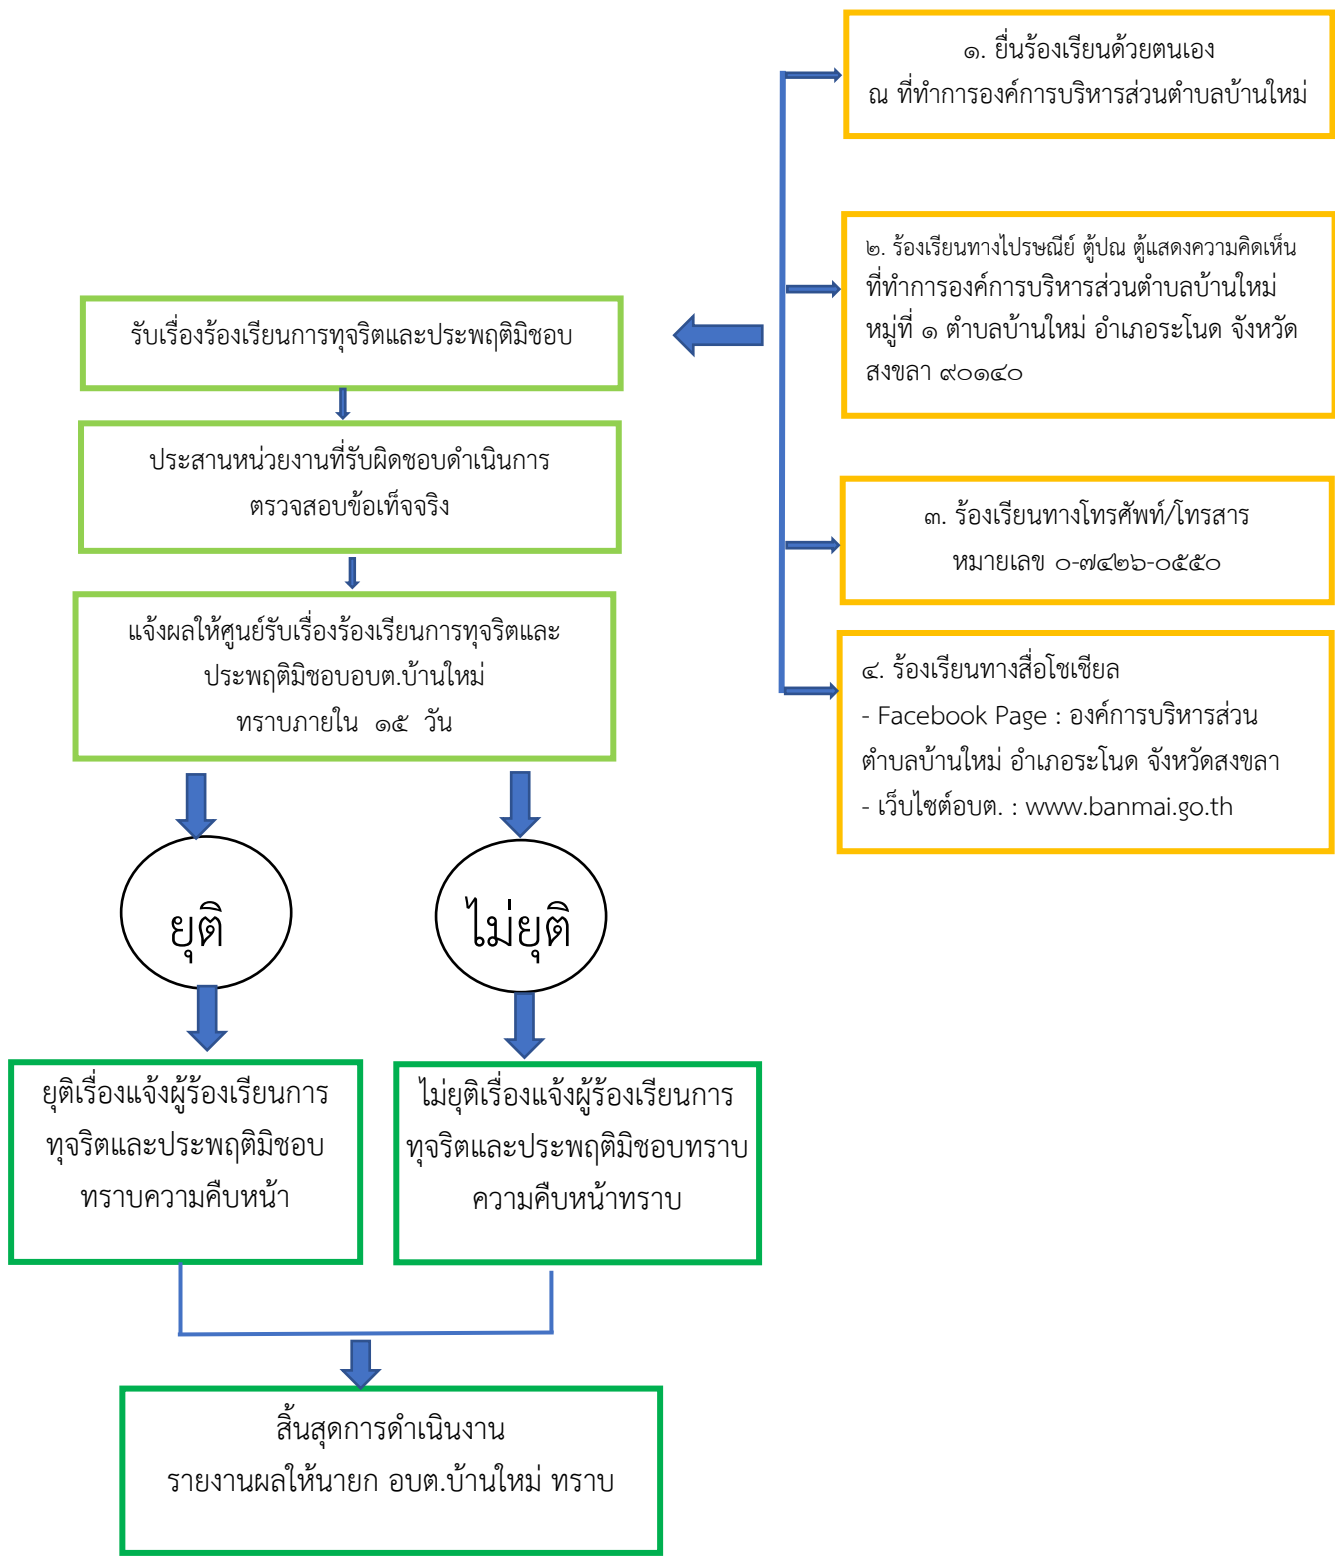 ๑. ยื่นร้องเรียนด้วยตนเอง
ณ ที่ทำการองค์การบริหารส่วนตำบลบ้านใหม่
๒. ร้องเรียนทางไปรษณีย์ ตู้ปณ ตู้แสดงความคิดเห็น
ที่ทำการองค์การบริหารส่วนตำบลบ้านใหม่
หมู่ที่ ๑ ตำบลบ้านใหม่ อำเภอระโนด จังหวัด
สงขลา ๙๐๑๔๐
๓. ร้องเรียนทางโทรศัพท์/โทรสาร
หมายเลข ๐-๗๔๒๖-๐๕๕๐
๔. ร้องเรียนทางสื่อโซเชียล
- Facebook Page : องค์การบริหารส่วน
ตำบลบ้านใหม่ อำเภอระโนด จังหวัดสงขลา
- เว็บไซต์อบต. : www.banmai.go.th
รับเรื่องร้องเรียนการทุจริตและประพฤติมิชอบ
ประสานหน่วยงานที่รับผิดชอบดำเนินการ
ตรวจสอบข้อเท็จจริง
แจ้งผลให้ศูนย์รับเรื่องร้องเรียนการทุจริตและ
ประพฤติมิชอบอบต.บ้านใหม่
ทราบภายใน ๑๕ วัน
ยุติ
ไม่ยุติ
ยุติเรื่องแจ้งผู้ร้องเรียนการ
ทุจริตและประพฤติมิชอบ
ทราบความคืบหน้า
ไม่ยุติเรื่องแจ้งผู้ร้องเรียนการ
ทุจริตและประพฤติมิชอบทราบ
ความคืบหน้าทราบ
สิ้นสุดการดำเนินงาน
รายงานผลให้นายก อบต.บ้านใหม่ ทราบ